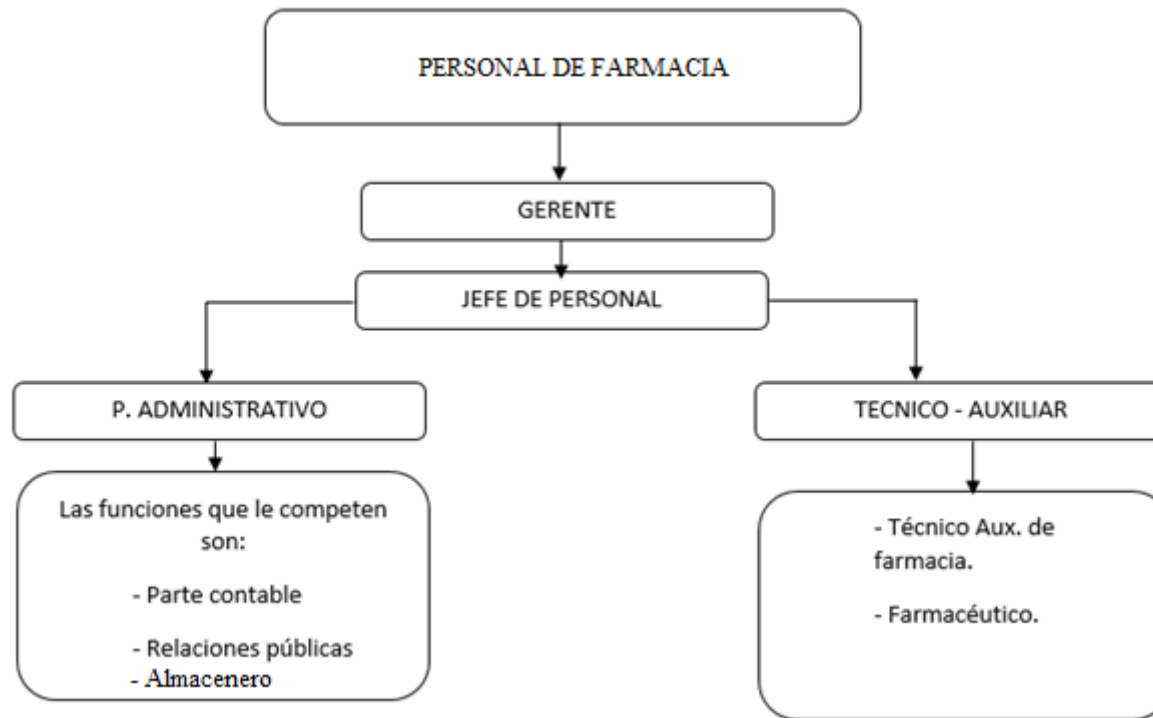 PERSONAL DE FARMACIA
GERENTE
JEFE DE PERSONAL
P. ADMINISTRATIVO
TECNICO - AUXILIAR
Las funciones que le competen
son:
- Parte contable
- Relaciones públicas
- Almacenero
- Técnico Aux. de
farmacia.
- Farmacéutico.